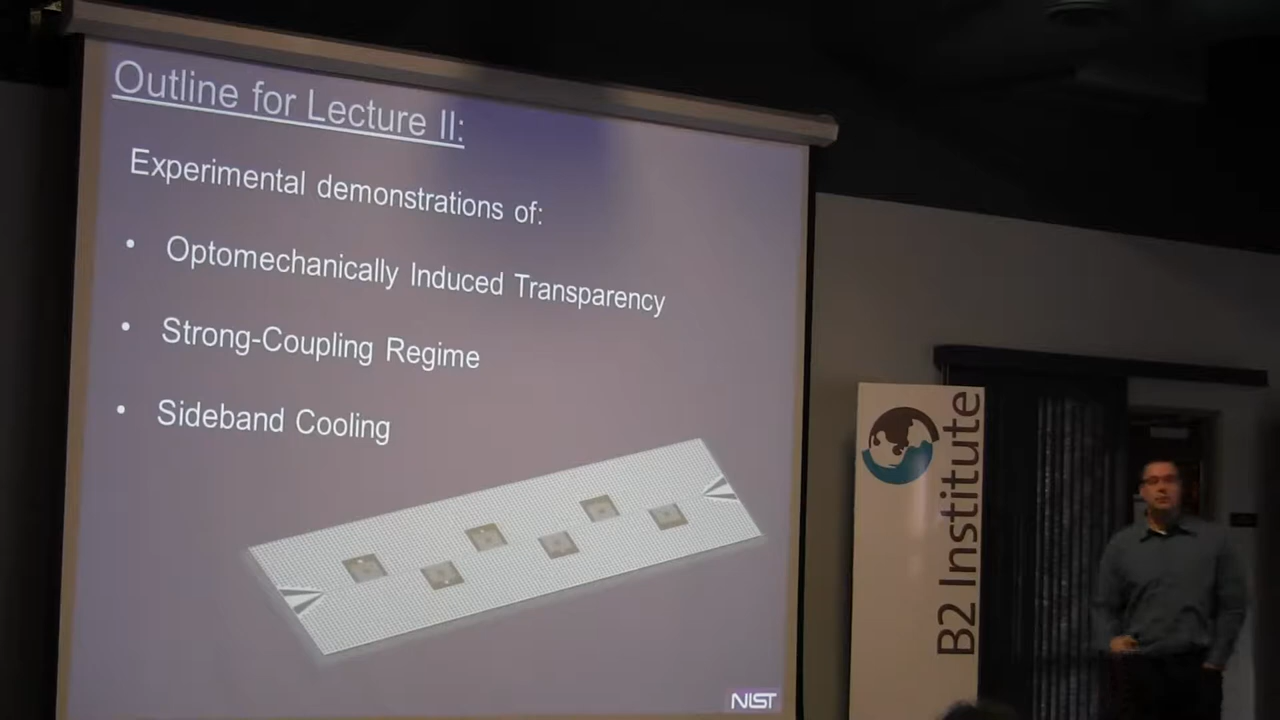 Outline for Lecture II:
Experimental demonstrations of:
• Optomechanically Induced Transparency
• Strong-Coupling Regime
• Sideband Cooling
NIST
B2 Institute